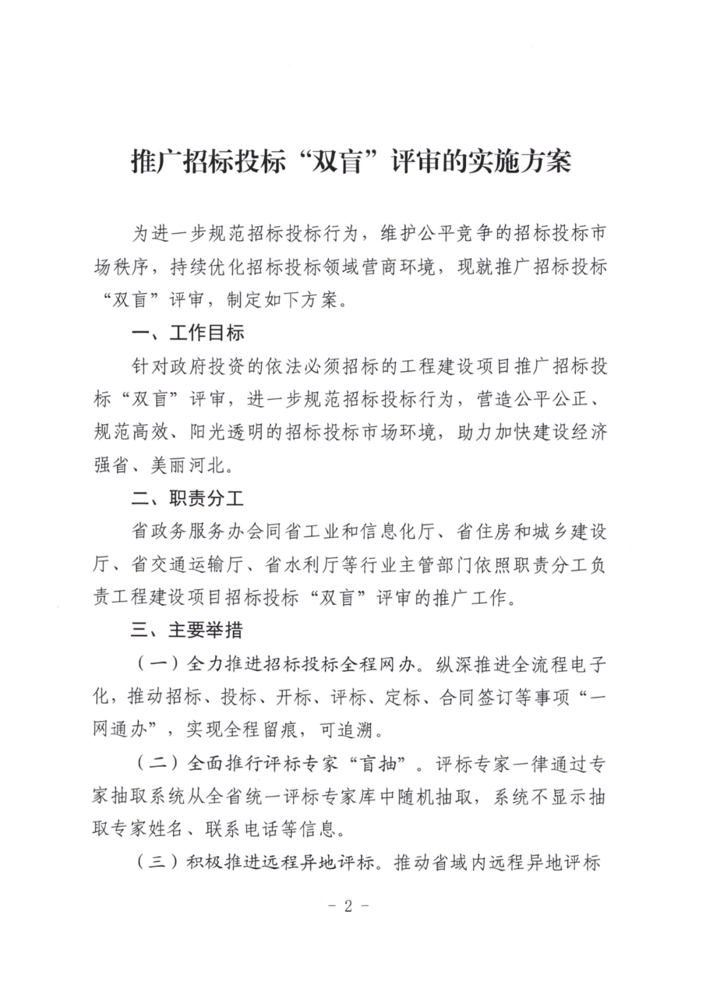 推广招标投标“双盲”评审的实施方案
为进一步规范招标投标行为，维护公平竞争的招标投标市
场秩序，持续优化招标投标领域营商环境，现就推广招标投标
“双盲”评审，制定如下方案。
一、工作目标
针对政府投资的依法必须招标的工程建设项目推广招标投
标“双盲”评审，进一步规范招标投标行为，营造公平公正、
规范高效、阳光透明的招标投标市场环境，助力加快建设经济
强省、美丽河北。
二、职责分工
省政务服务办会同省工业和信息化厅、省住房和城乡建设
厅、省交通运输厅、省水利厅等行业主管部门依照职责分工负
责工程建设项目招标投标“双盲”评审的推广工作。
三、主要举措
（一）全力推进招标投标全程网办。纵深推进全流程电子
化，推动招标、投标、开标、评标、定标、合同签订等事项“一
网通办”，实现全程留痕，可追溯。
（二）全面推行评标专家“盲抽”。评标专家一律通过专
家抽取系统从全省统一评标专家库中随机抽取，系统不显示抽
取专家姓名、联系电话等信息。
（三）积极推进远程异地评标。推动省域内远程异地评标
- 2 -